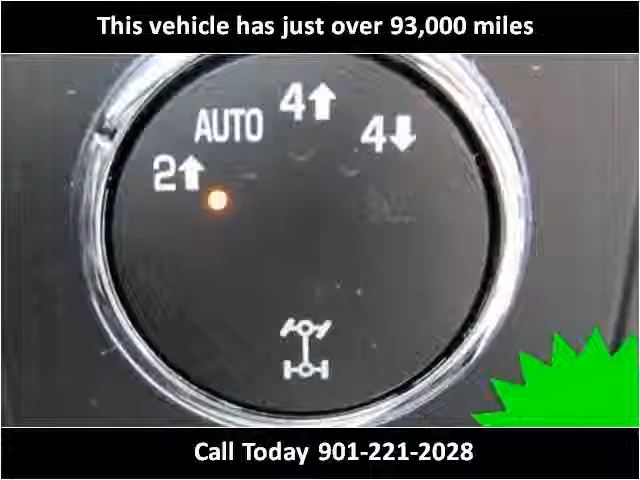 This vehicle has just over 93,000 miles
4↑
AUTO
4↓
2↑
Call Today 901-221-2028